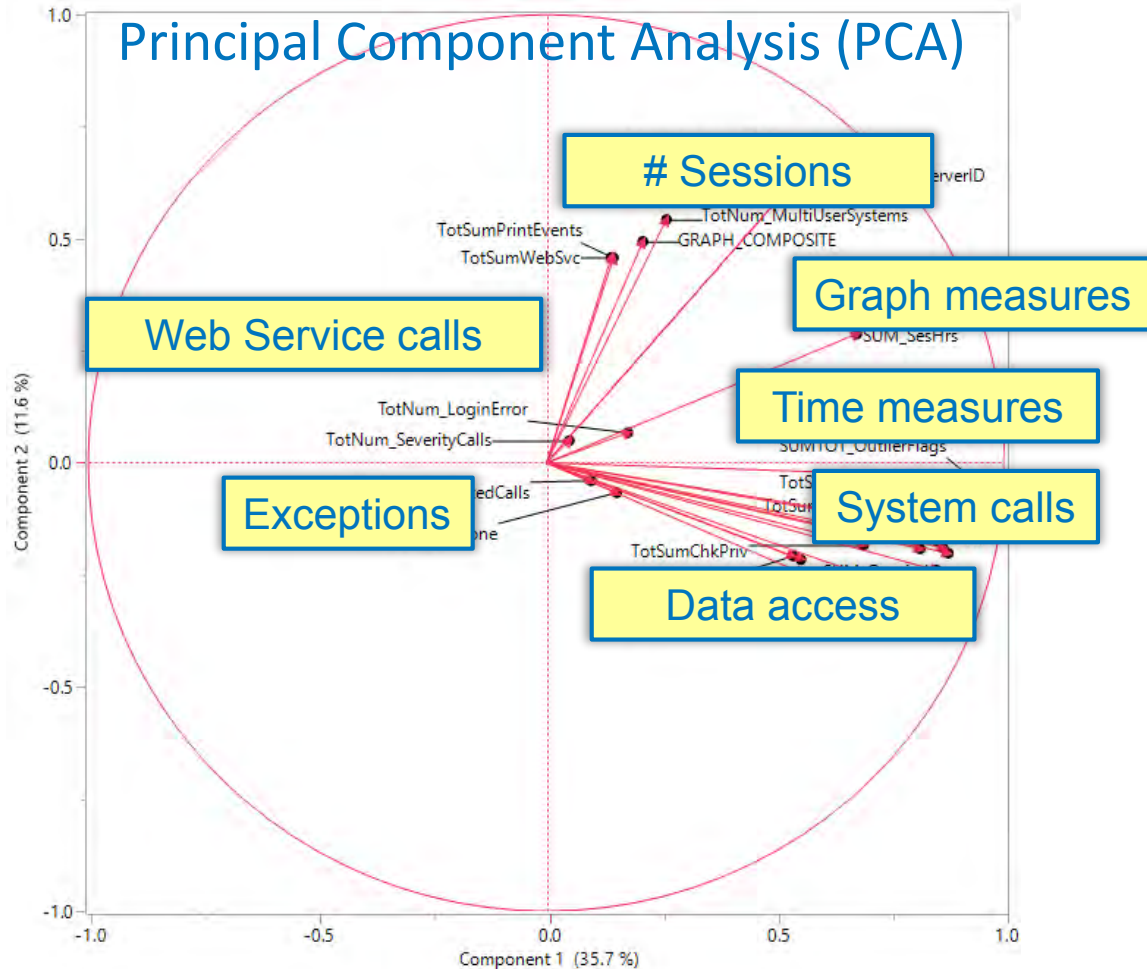 1.0
Principal Component Analysis (PCA)
# Sessions
TotNum_MultiUserSystems
0.5
TotSumPrintEvents
GRAPH_COMPOSITE
TotSumWebSvc
Graph measures
Web Service calls
SUM_SesHrs
Time measures
TotNum_LoginError
TotNum_SeverityCalls
SUMTOT_OutlierFlags
0.0
System calls
Exceptions
TotSumChkPriv
Data access
Component 2 (11.6 %)
-0.5
-1.0
-1.0
-0.5
0.0
0.5
1.0
Component 1 (35.7 %)